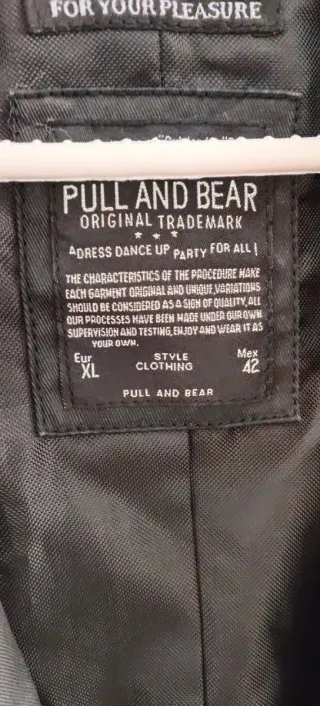 FOR YOUR PLEASURE
PULL AND BEAR
ORIGINAL TRADEMARK
ADRESS DANCE UP PARTY FOR ALL!
THE CHARACTERISTICS OF THE PROCEDURE MAKE
EACH GARMENT ORIGINAL AND UNIQUE, VARIATIONS
SHOULD BE CONSIDERED AS A SIGN OF QUALITY, ALL
OUR PROCESSES HAVE BEEN MADE UNDER OUR OWN
SUPERVISION AND TESTING, ENJOY AND WEAR IT AS
YOUR OWN.
Eur STYLE Mex
XL CLOTHING 42
PULL AND BEAR